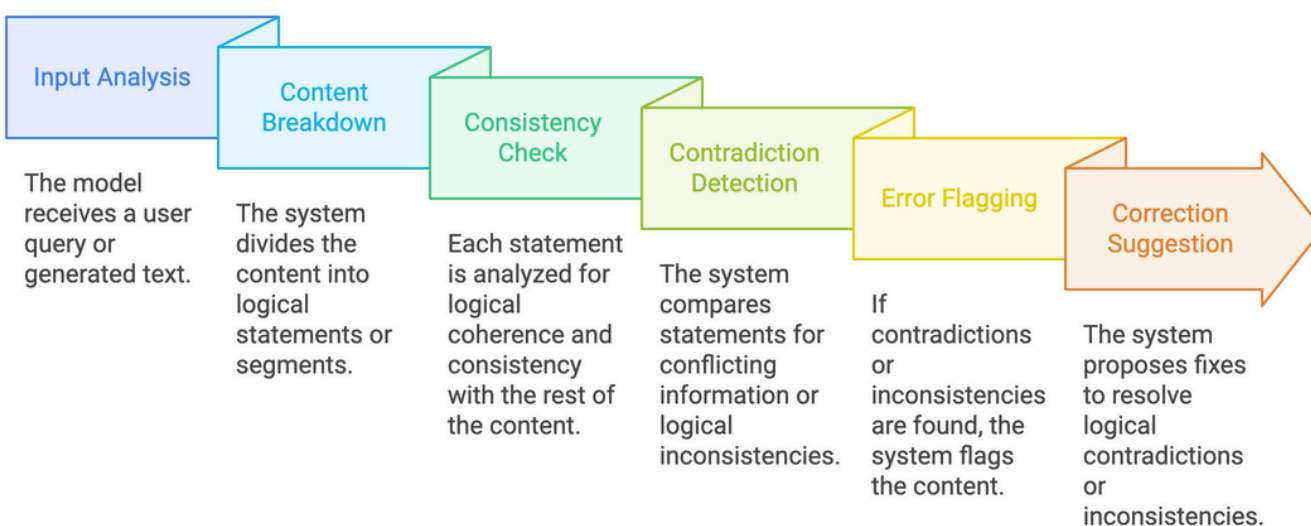 Input Analysis
The model
receives a user
query or
generated text.
Content
Breakdown
The system
divides the
content into
logical
statements or
segments.
Consistency
Check
Each statement
is analyzed for
logical
coherence and
consistency
with the rest of
the content.
Contradiction
Detection
The system
compares
statements for
conflicting
information or
logical
inconsistencies.
Error Flagging
If
contradictions
or
inconsistencies
are found, the
system flags
the content.
Correction
Suggestion
The system
proposes fixes
to resolve
logical
contradictions
or
inconsistencies.